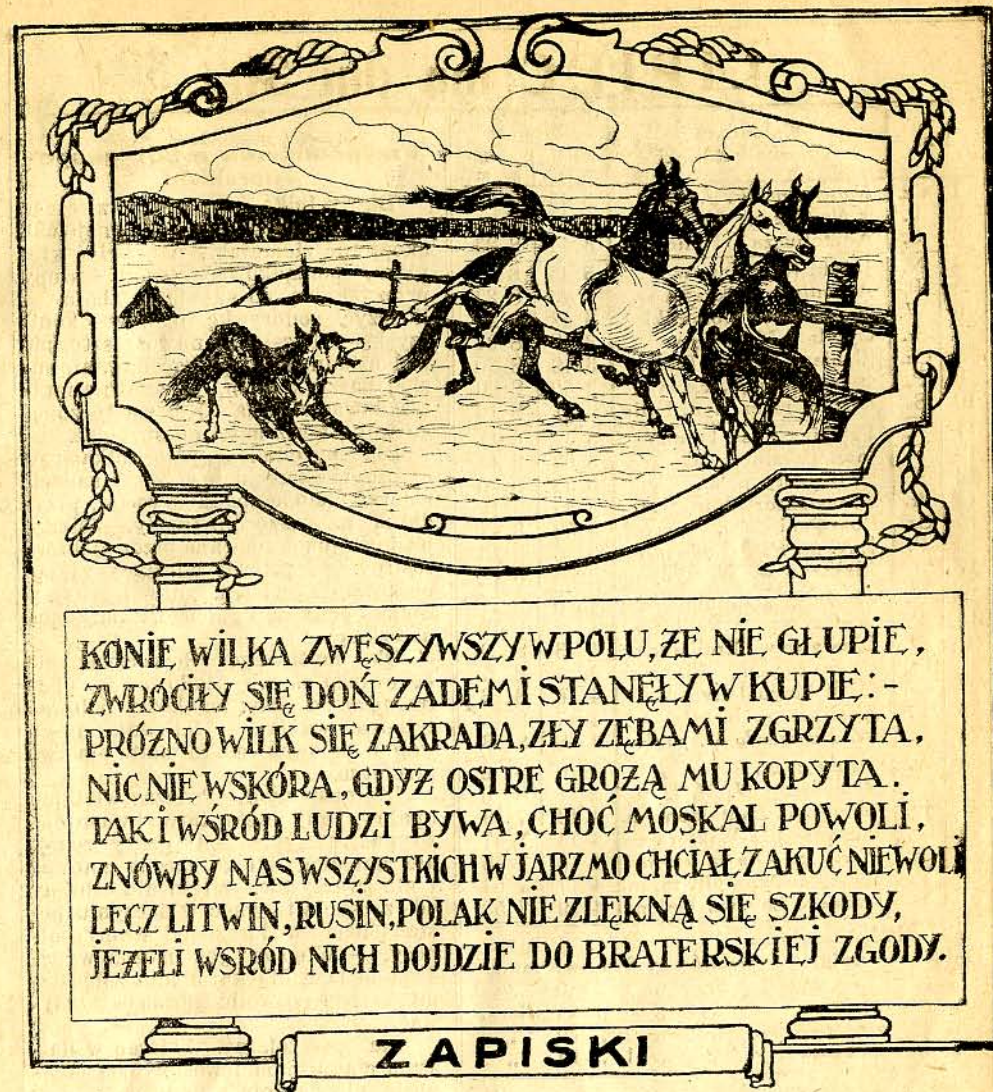 KONIE WILKA ZWĘSZYWSZY W POLU, ŻE NIE GŁUPIE,
ZWRÓCIŁY SIĘ DOŃ ZADEM I STANĘŁY W KUPIE:-
PRÓŻNO WILK SIĘ ZAKRADA, ZŁY ZĘBAMI ZGRZYTA,
NIC NIE WSKÓRA, GDYŻ OSTRE GROŻĄ MU KOPYTA.
TAK I WŚRÓD LUDZI BYWA, CHOĆ MOSKAL POWOLI,
ZNÓWBY NAS WSZYSTKICH W JARZMO CHCIAŁ ZAKUĆ NIEWOLI
LECZ LITWIN, RUSIN, POLAK NIE ZLĘKNĄ SIĘ SZKODY,
JEŻELI WSRÓD NICH DOJDZIE DO BRATERSKIEJ ZGODY.
ZAPISKI